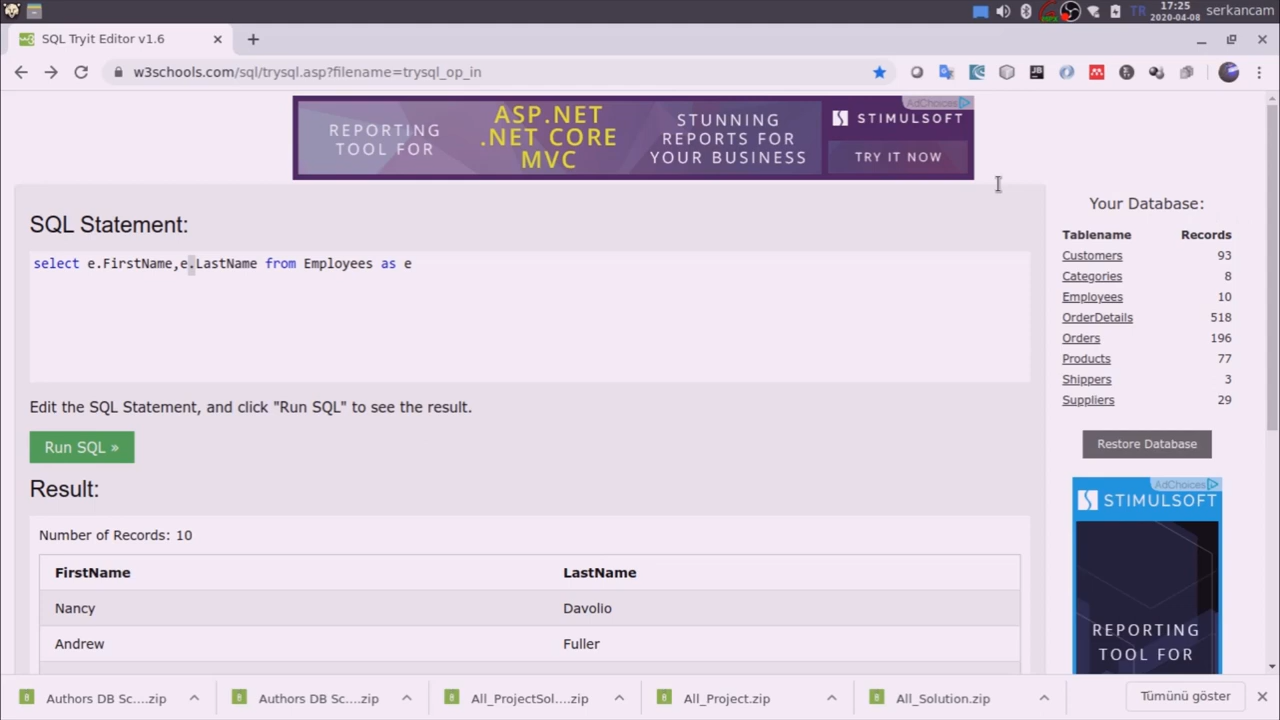 17:25
TR
2020-04-08
serkancam
SQL Tryit Editor v1.6
w3schools.com/sql/trysql.asp?filename=trysql_op_in
AdChoices
REPORTING
TOOL FOR
ASP.NET
.NET CORE
MVC
STUNNING
REPORTS FOR
YOUR BUSINESS
STIMULSOFT
TRY IT NOW
SQL Statement:
select e.FirstName,e.LastName from Employees as e
Edit the SQL Statement, and click "Run SQL" to see the result.
Run SQL »
Result:
Number of Records: 10
FirstName LastName
Nancy Davolio
Andrew Fuller
Your Database:
Tablename Records
Customers 93
Categories 8
Employees 10
OrderDetails 518
Orders 196
Products 77
Shippers 3
Suppliers 29
Restore Database
AdChoices
STIMULSOFT
REPORTING
TOOL FOR
Authors DB Sc....zip
Authors DB Sc....zip
All_ProjectSol....zip
All_Project.zip
All_Solution.zip
Tümünü göster